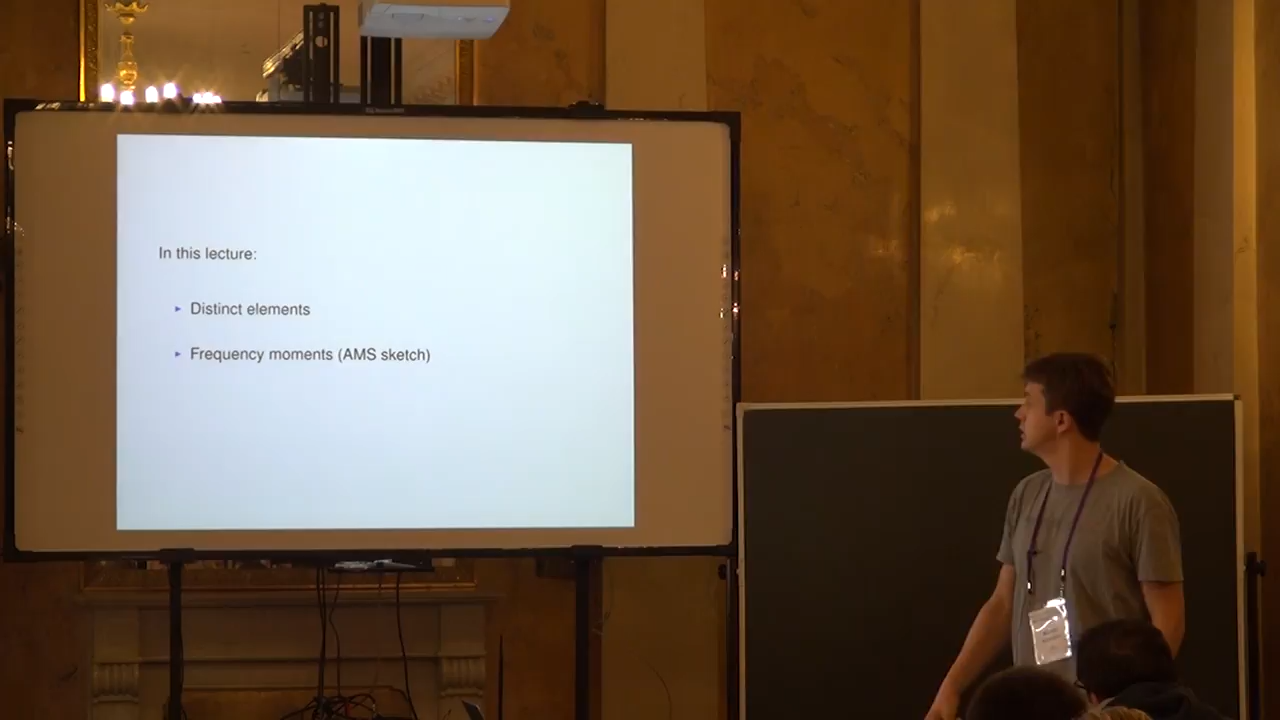 In this lecture:
▸ Distinct elements
▸ Frequency moments (AMS sketch)